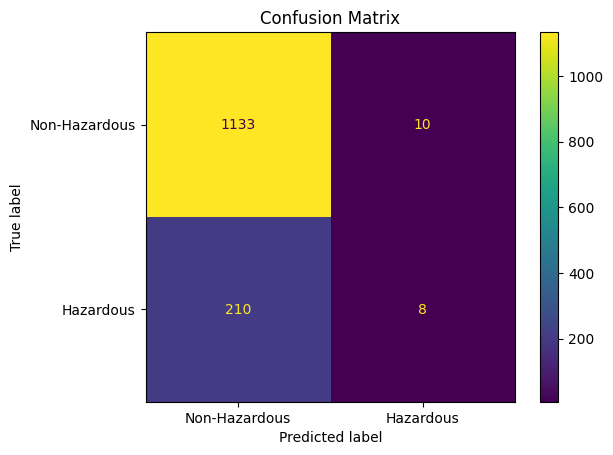 Confusion Matrix
True label
Non-Hazardous
1133
10
Hazardous
210
8
Non-Hazardous
Hazardous
Predicted label
1000
800
600
400
200